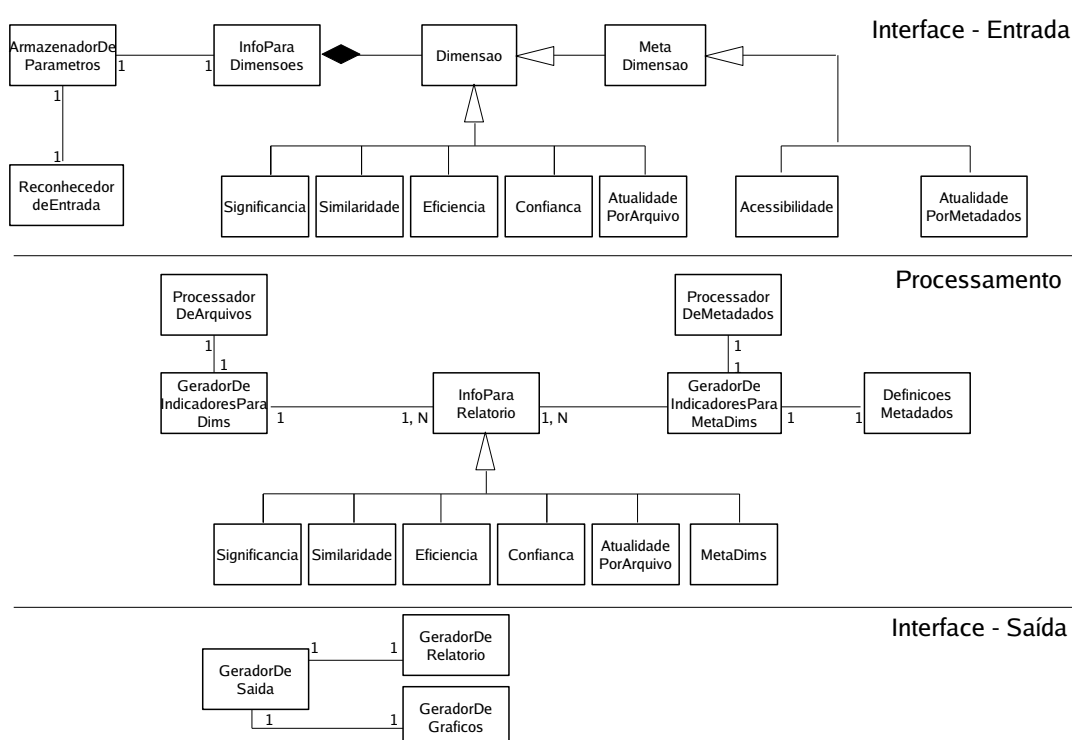 Interface - Entrada
ArmazenadorDe
Parametros
1
1
InfoPara
Dimensoes
Dimensao
Meta
Dimensao
1
1
Reconhecedor
deEntrada
Significancia
Similaridade
Eficiencia
Confianca
Atualidade
PorArquivo
Acessibilidade
Atualidade
PorMetadados
Processamento
Processador
DeArquivos
Processador
DeMetadados
1
1
1
1
GeradorDe
IndicadoresPara
Dims
1
1, N
InfoPara
Relatorio
1, N
GeradorDe
IndicadoresPara
MetaDims
1
1
Definicoes
Metadados
Significancia
Similaridade
Eficiencia
Confianca
Atualidade
PorArquivo
MetaDims
Interface - Saída
GeradorDe
Saida
1
1
GeradorDe
Relatorio
1
1
GeradorDe
Graficos